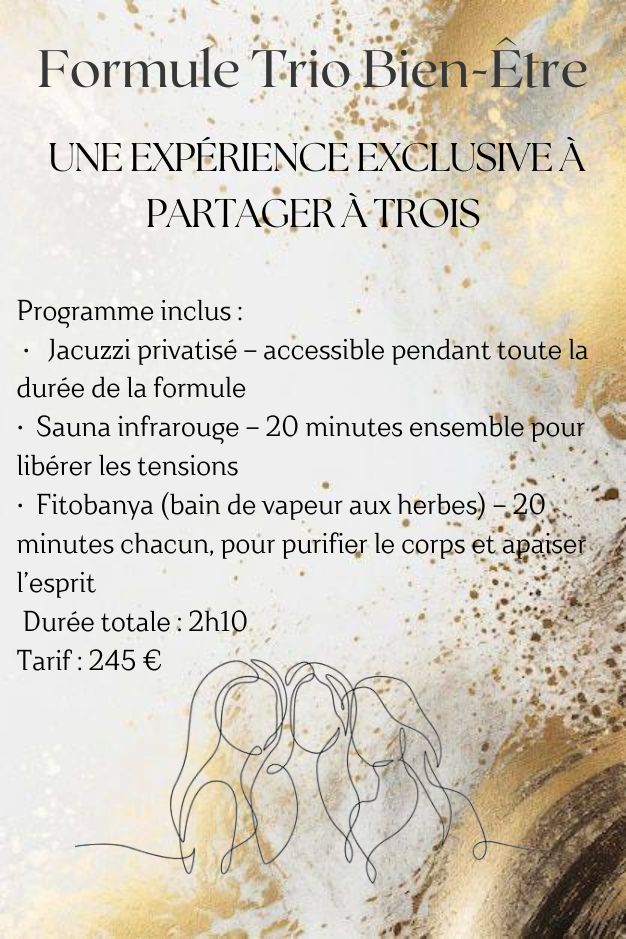 Formule Trio Bien-Être
UNE EXPÉRIENCE EXCLUSIVE À
PARTAGER À TROIS
Programme inclus :
· Jacuzzi privatisé – accessible pendant toute la
durée de la formule
· Sauna infrarouge – 20 minutes ensemble pour
libérer les tensions
· Fitobanya (bain de vapeur aux herbes) – 20
minutes chacun, pour purifier le corps et apaiser
l’esprit
Durée totale : 2h10
Tarif : 245 €